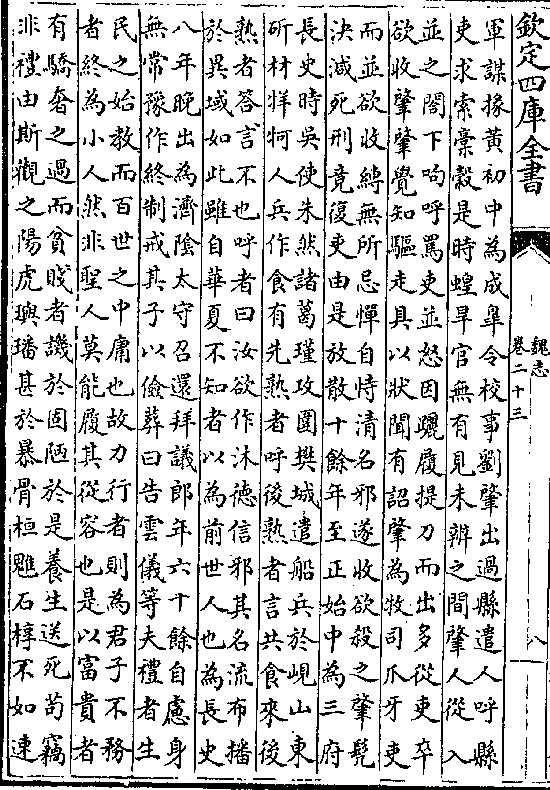 欽定四庫全書
魏志
卷二十三
八
軍謀掾黃初中為成臯令校事劉肇出過縣遣人呼縣
吏求索稾穀是時蝗旱官無有見未辨之間肇人從入
並之閤下呴呼罵吏並怒因躧履提刀而出多從吏卒
欲收肇肇覺知驅走具以狀聞有詔肇為牧司爪牙吏
而並欲收縛無所忌憚自恃清名邪遂收欲殺之肇髡
決減死刑竟復吏由是放散十餘年至正始中為三府
長史時吳使朱然諸葛瑾攻圍樊城遣船兵於峴山東
斫材牂牁人兵作食有先熟者呼後熟者言共食來後
熟者答言不也呼者曰汝欲作沐德信邪其名流布播
於異域如此雖自華夏不知者以為前世人也為長史
八年晚出為濟陰太守召還拜議郎年六十餘自慮身
無常豫作終制戒其子以儉葬曰告雲儀等夫禮者生
民之始教而百世之中庸也故力行者則為君子不務
者終為小人然非聖人莫能履其從容也是以富貴者
有驕奢之過而貧賤者譏於固陋於是養生送死苟竊
非禮由斯觀之陽虎璵璠甚於暴骨桓魋石椁不如速